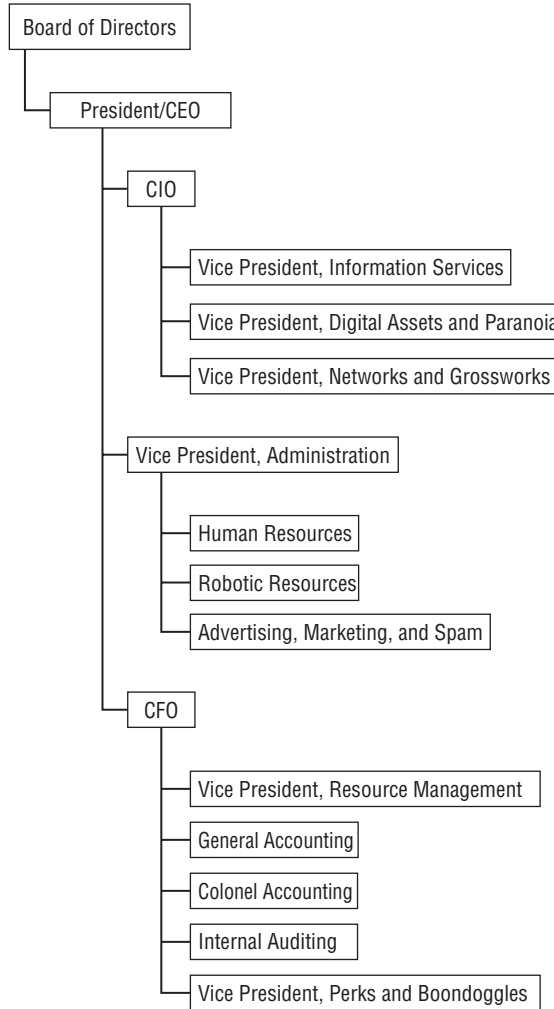 Board of Directors
President/CEO
CIO
Vice President, Information Services
Vice President, Digital Assets and Paranoia
Vice President, Networks and Grossworks
Vice President, Administration
Human Resources
Robotic Resources
Advertising, Marketing, and Spam
CFO
Vice President, Resource Management
General Accounting
Colonel Accounting
Internal Auditing
Vice President, Perks and Boondoggles